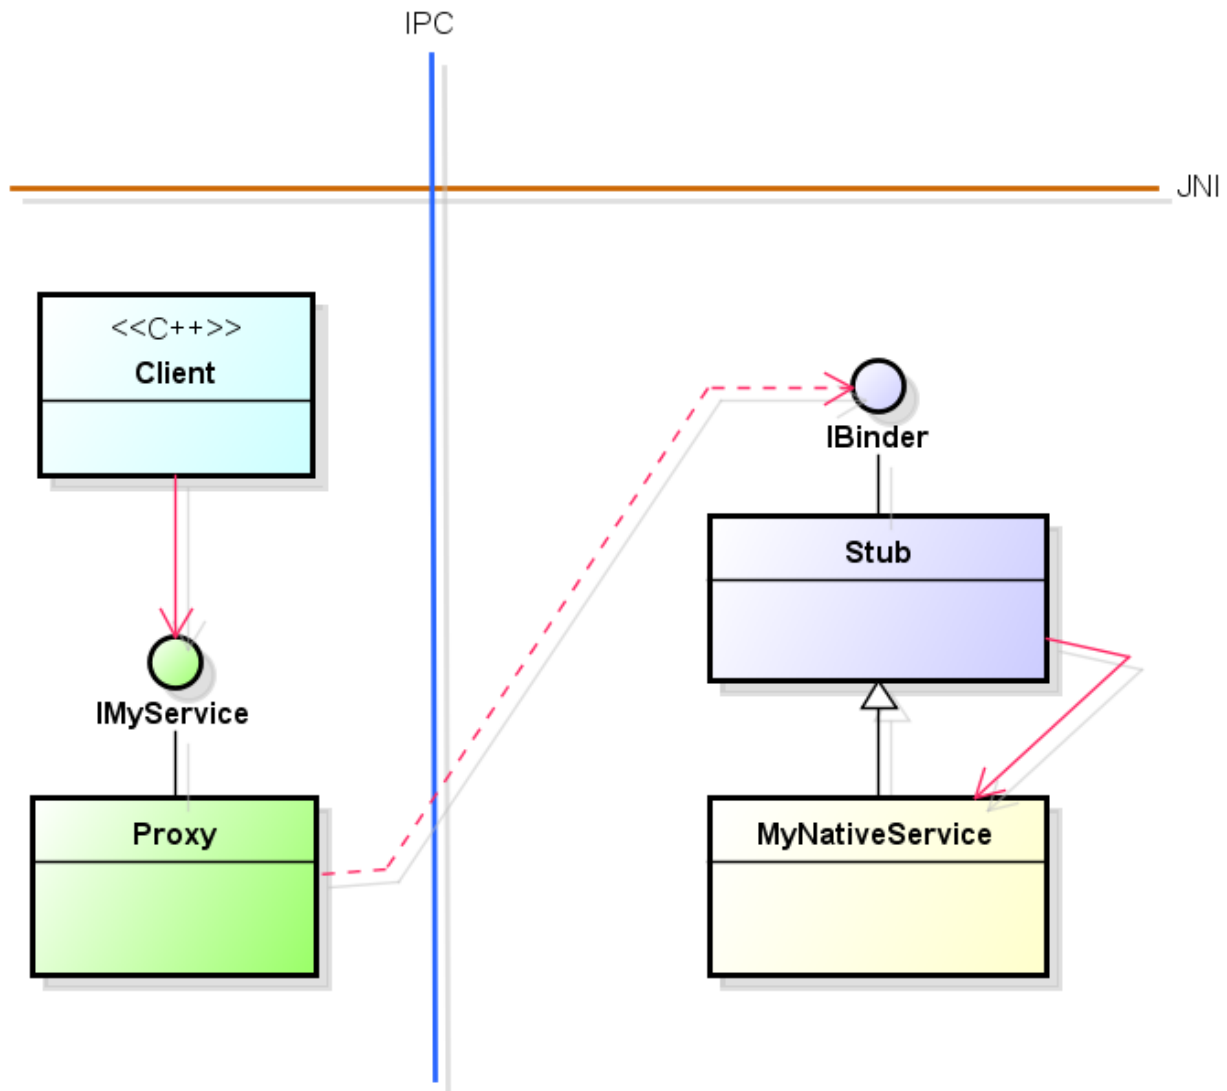 IPC
JNI
<<C++>>
Client
IBinder
Stub
IMyService
Proxy
MyNativeService